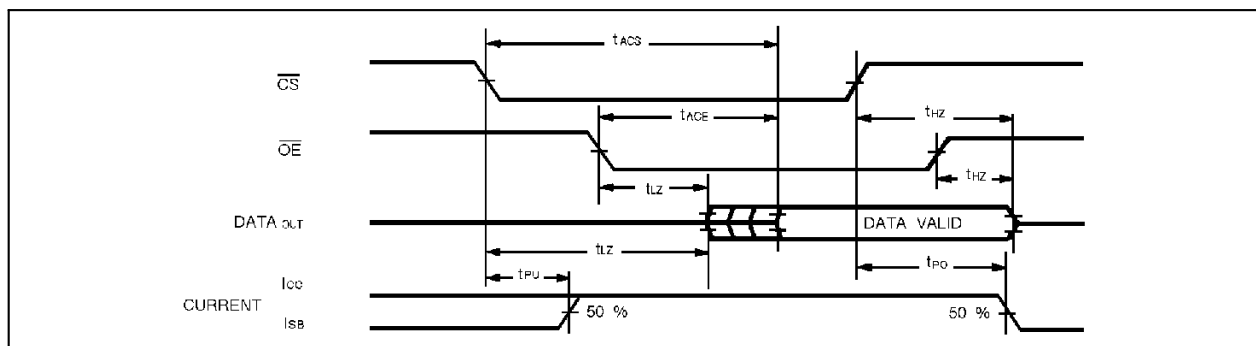 tACS
CS
tACE
tHZ
OE
tLZ
tHZ
DATA OUT
DATA VALID
tLZ
tPU
tPD
ICC
CURRENT
50 %
50 %
ISB